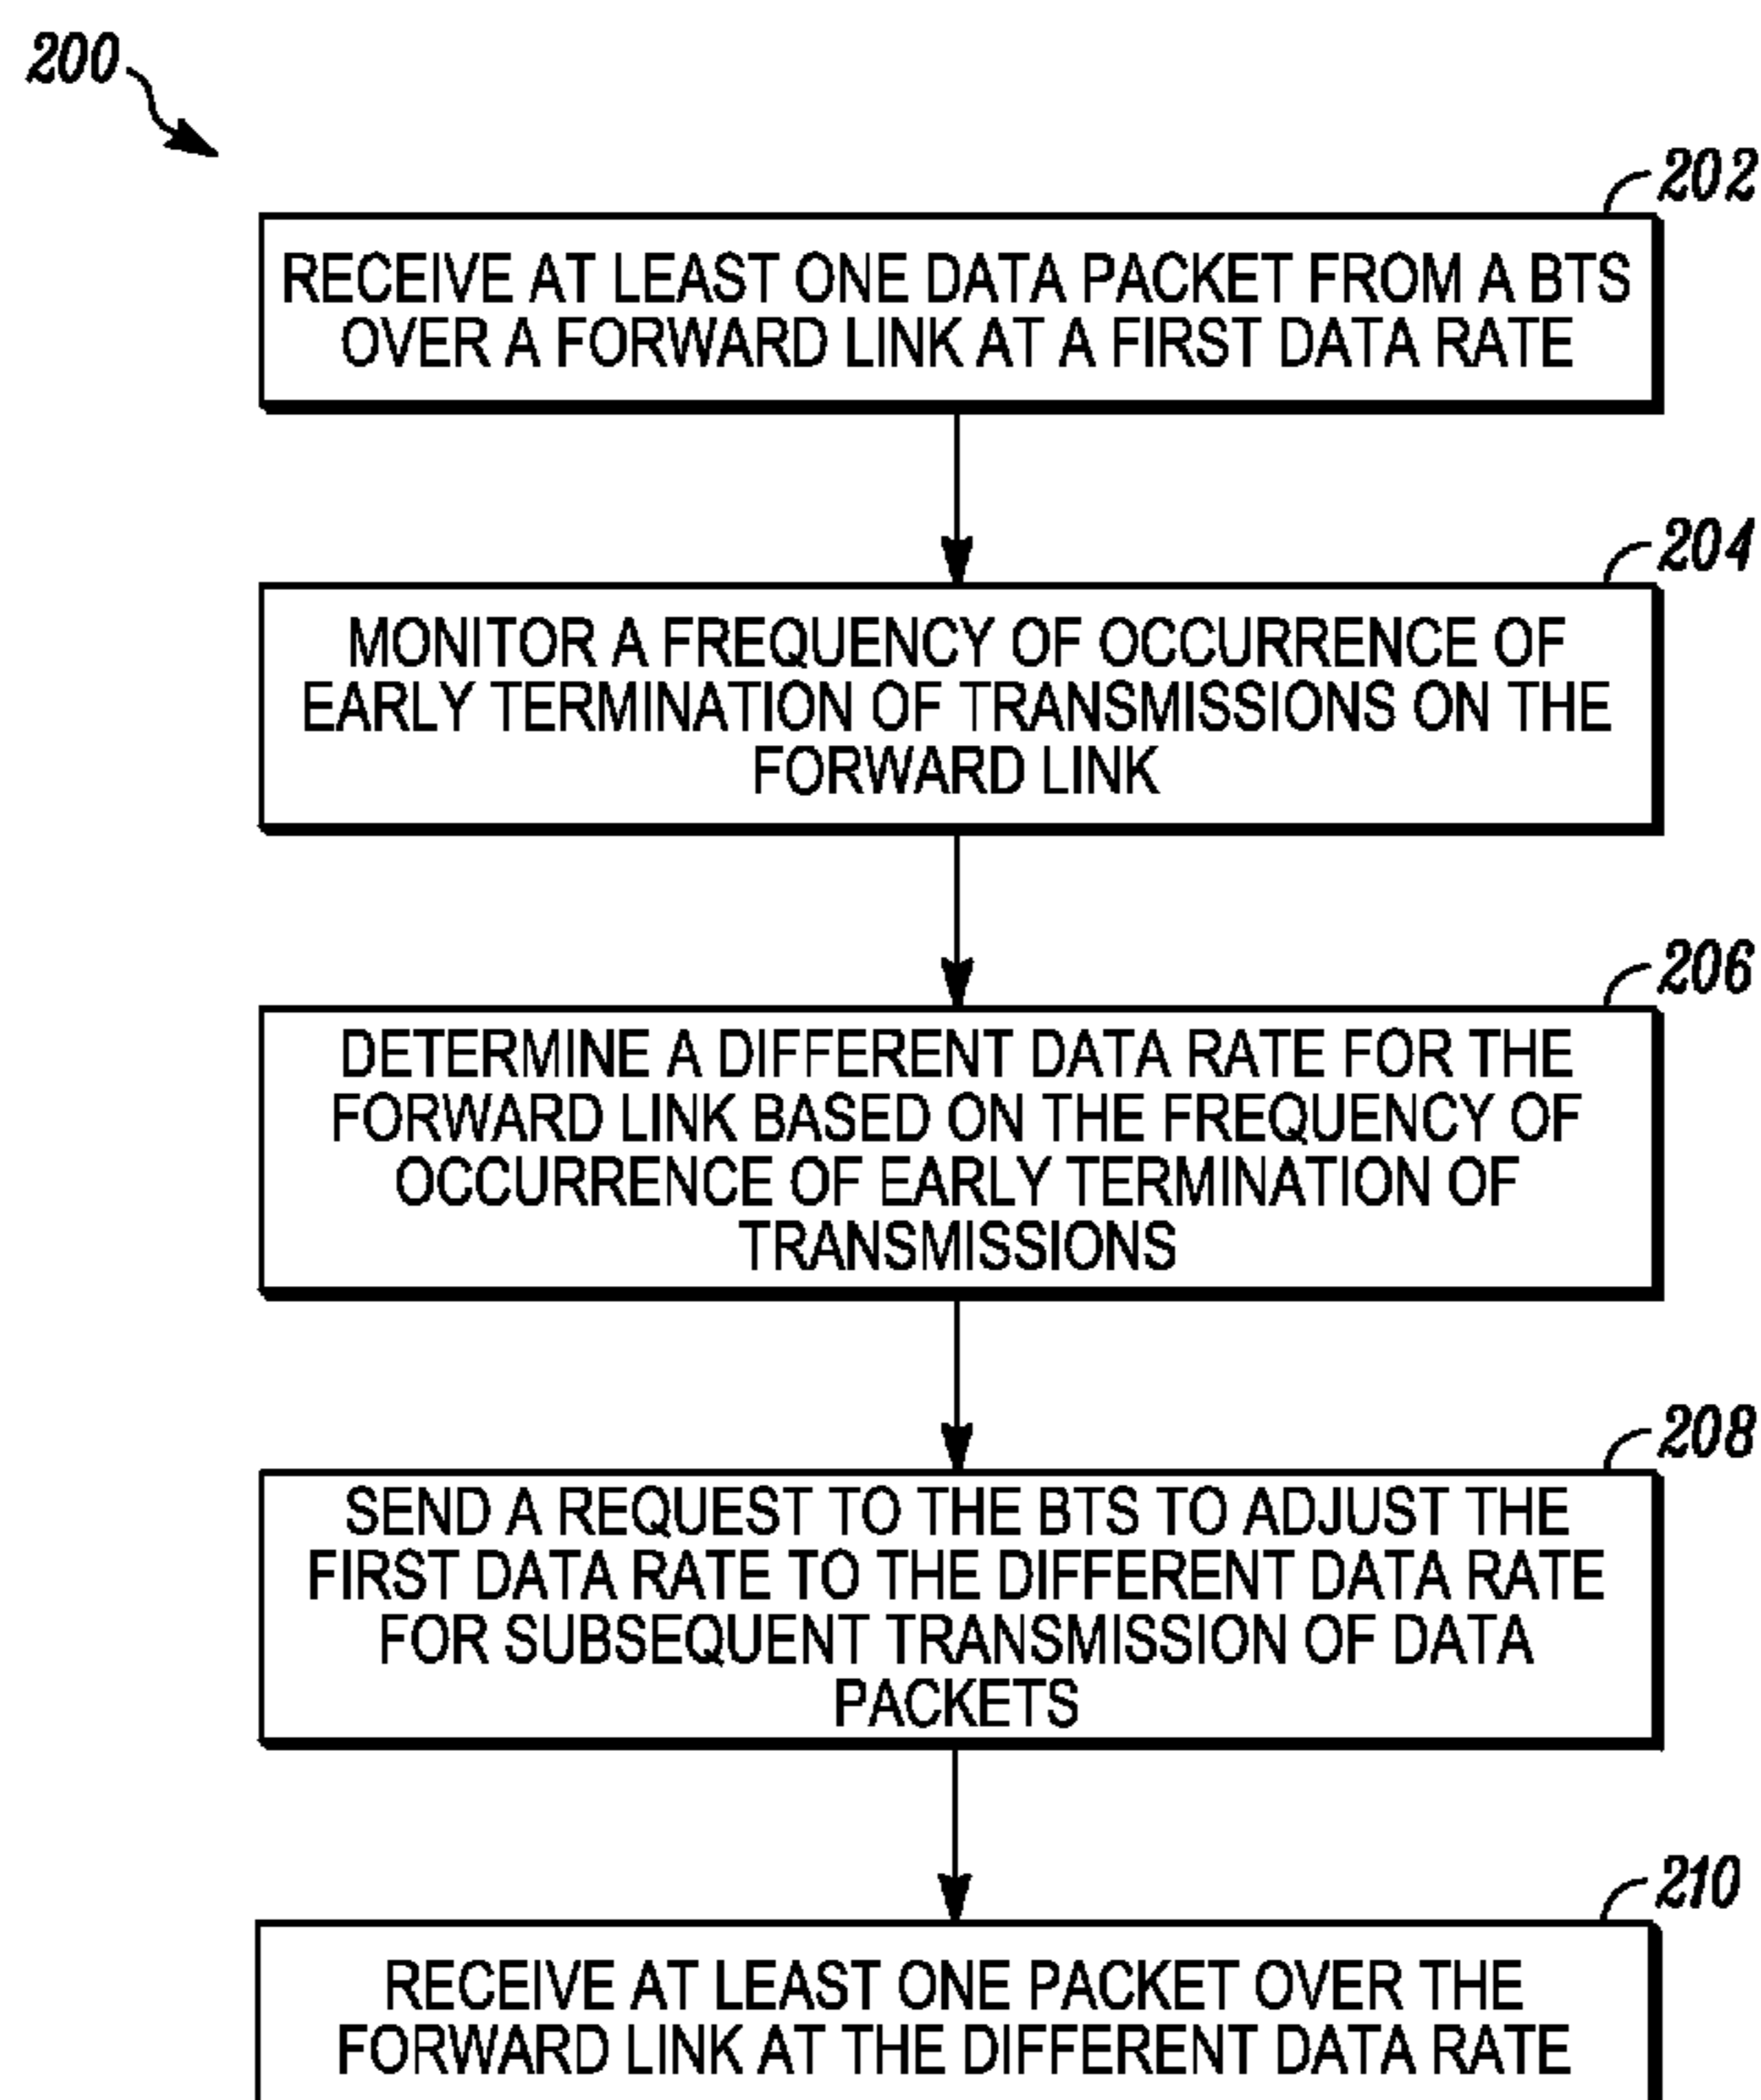 200
202
RECEIVE AT LEAST ONE DATA PACKET FROM A BTS
OVER A FORWARD LINK AT A FIRST DATA RATE
204
MONITOR A FREQUENCY OF OCCURRENCE OF
EARLY TERMINATION OF TRANSMISSIONS ON THE
FORWARD LINK
206
DETERMINE A DIFFERENT DATA RATE FOR THE
FORWARD LINK BASED ON THE FREQUENCY OF
OCCURRENCE OF EARLY TERMINATION OF
TRANSMISSIONS
208
SEND A REQUEST TO THE BTS TO ADJUST THE
FIRST DATA RATE TO THE DIFFERENT DATA RATE
FOR SUBSEQUENT TRANSMISSION OF DATA
PACKETS
210
RECEIVE AT LEAST ONE PACKET OVER THE
FORWARD LINK AT THE DIFFERENT DATA RATE